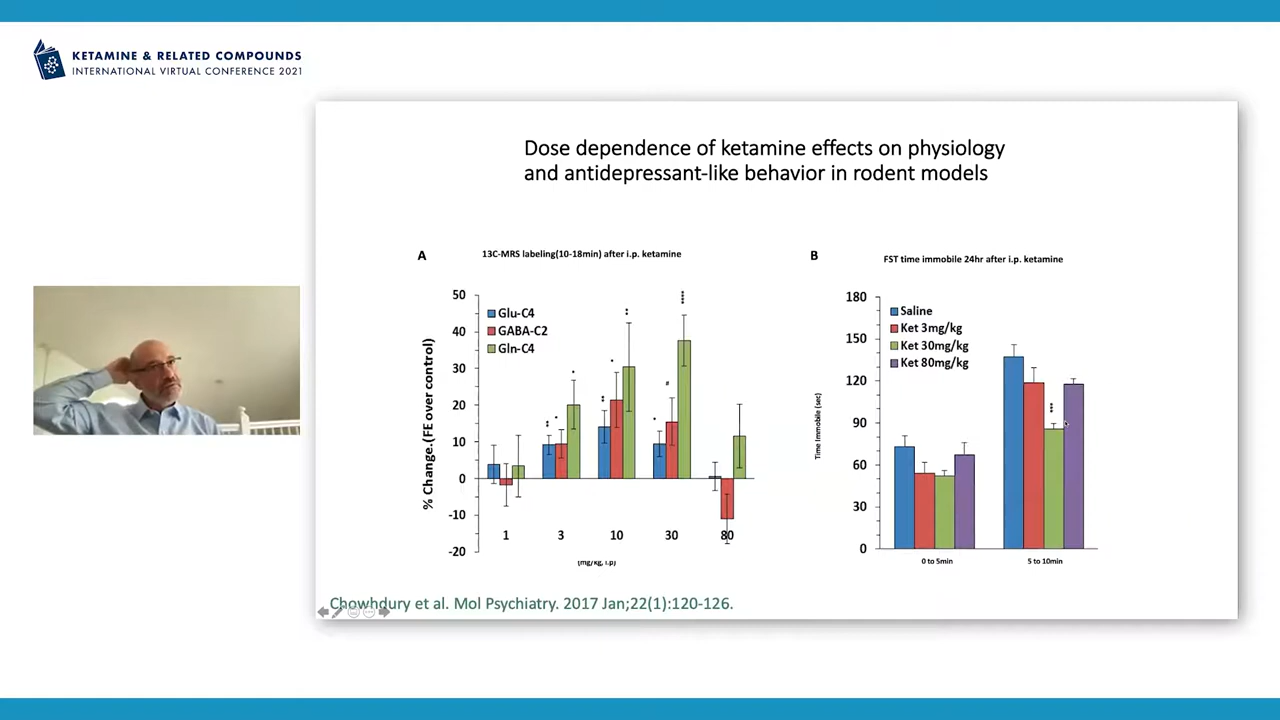 KETAMINE & RELATED COMPOUNDS
INTERNATIONAL VIRTUAL CONFERENCE 2021
Dose dependence of ketamine effects on physiology
and antidepressant-like behavior in rodent models
A
13C-MRS labeling(10-18min) after i.p. ketamine
% Change.(FE over control)
50
40
30
20
10
0
-10
-20
Glu-C4
GABA-C2
Gln-C4
**
*
*
**
*
**
*
#
****
1
3
10
30
80
(mg/kg, i.p)
B
FST time immobile 24hr after i.p. ketamine
Time Immobile (sec)
180
150
120
90
60
30
0
Saline
Ket 3mg/kg
Ket 30mg/kg
Ket 80mg/kg
***
0 to 5min
5 to 10min
Chowhdury et al. Mol Psychiatry. 2017 Jan;22(1):120-126.